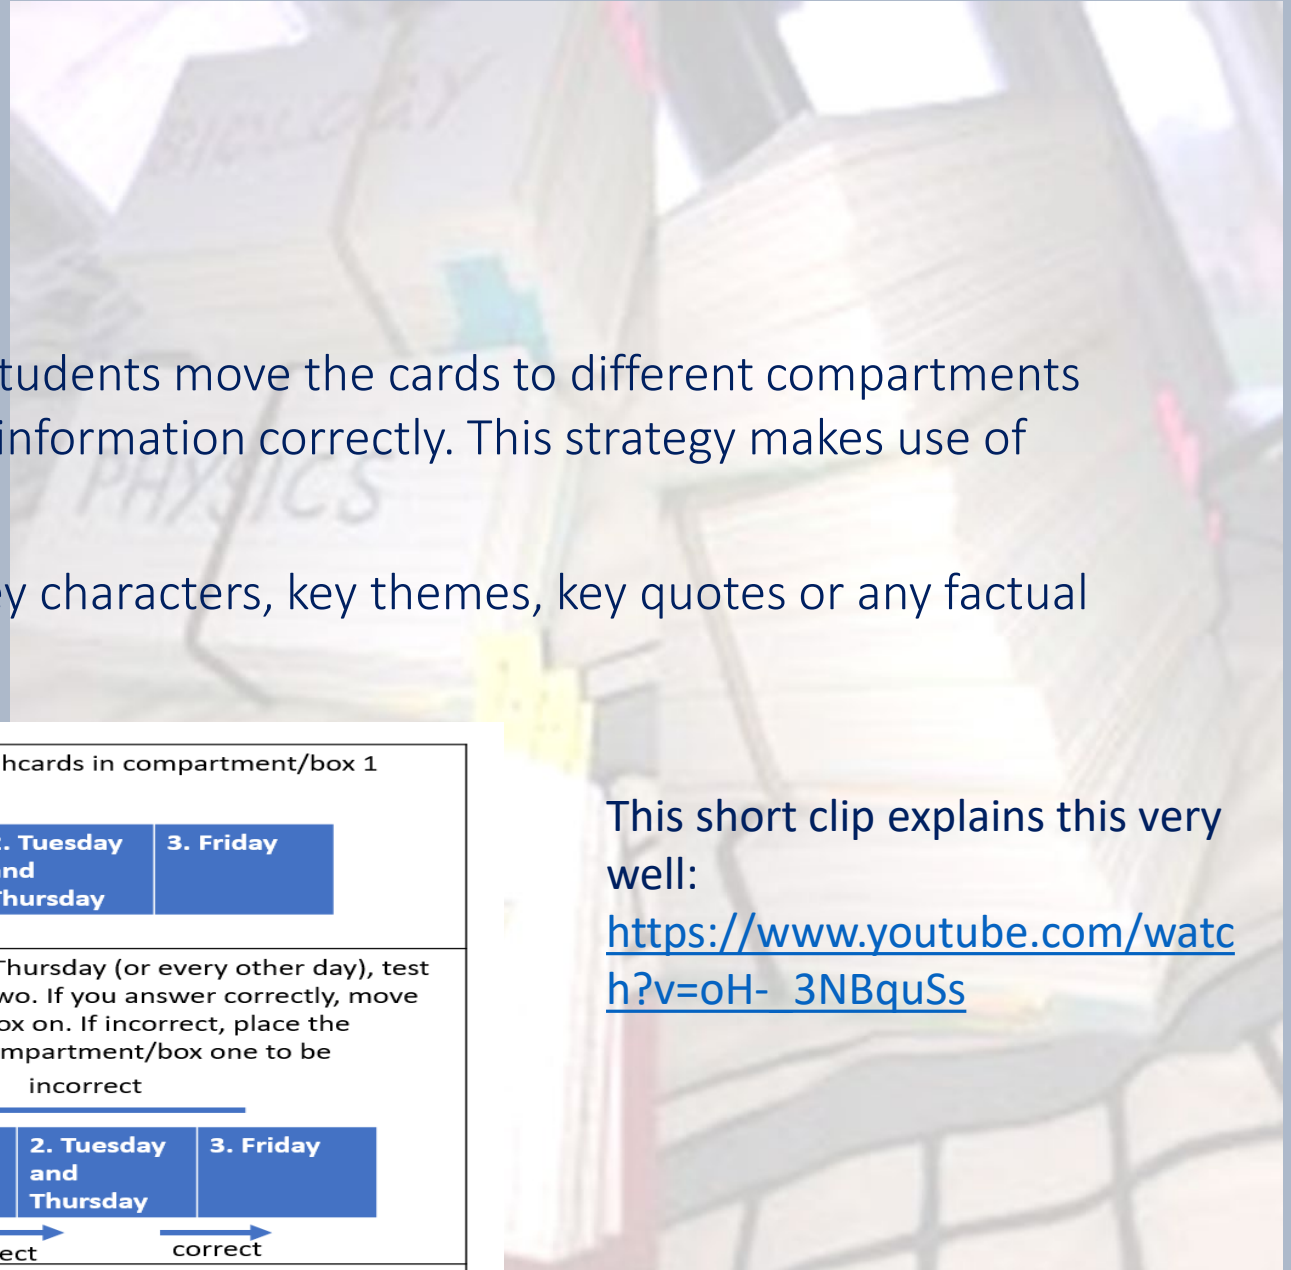 BIOLOGY
tudents move the cards to different compartments
information correctly. This strategy makes use of
PHYSICS
y characters, key themes, key quotes or any factual
hcards in compartment/box 1
. Tuesday
nd
hursday
3. Friday
hursday (or every other day), test
wo. If you answer correctly, move
ox on. If incorrect, place the
mpartment/box one to be
incorrect
2. Tuesday
and
Thursday
3. Friday
ect
correct
This short clip explains this very
well:
https://www.youtube.com/watc
h?v=oH-_3NBquSs